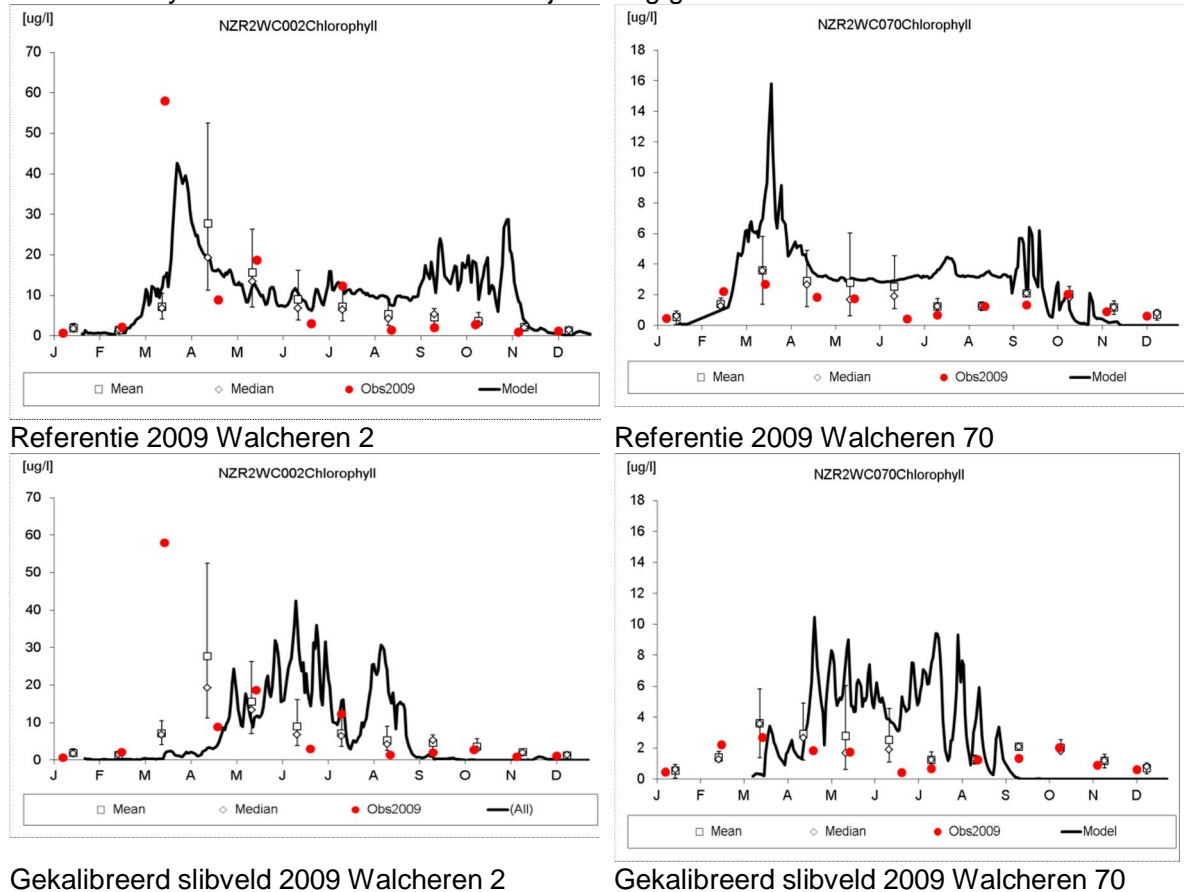 [ug/l]
NZR2WC002Chlorophyll
70
60
50
40
30
20
10
0
J F M A M J J A S O N D
Mean Median Obs2009 Model
Referentie 2009 Walcheren 2
[ug/l]
NZR2WC070Chlorophyll
18
16
14
12
10
8
6
4
2
0
J F M A M J J A S O N D
Mean Median Obs2009 Model
Referentie 2009 Walcheren 70
[ug/l]
NZR2WC002Chlorophyll
70
60
50
40
30
20
10
0
J F M A M J J A S O N D
Mean Median Obs2009 (All)
Gekalibreerd slibveld 2009 Walcheren 2
[ug/l]
NZR2WC070Chlorophyll
18
16
14
12
10
8
6
4
2
0
J F M A M J J A S O N D
Mean Median Obs2009 Model
Gekalibreerd slibveld 2009 Walcheren 70